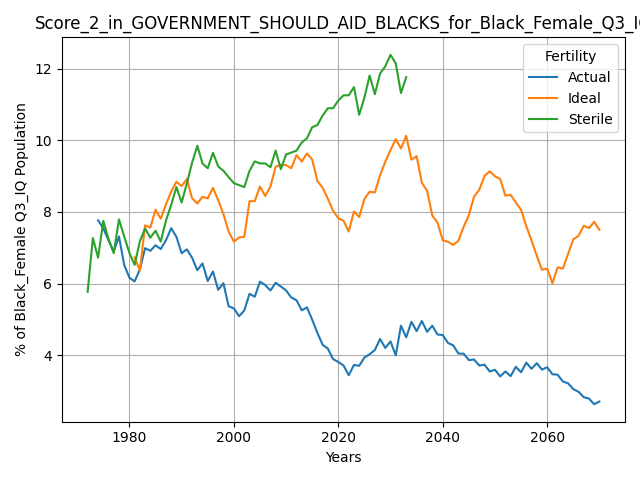 Score_2_in_GOVERNMENT_SHOULD_AID_BLACKS_for_Black_Female_Q3_I
Fertility
Actual
Ideal
Sterile
% of Black_Female Q3_IQ Population
12
10
8
6
4
1980
2000
2020
2040
2060
Years